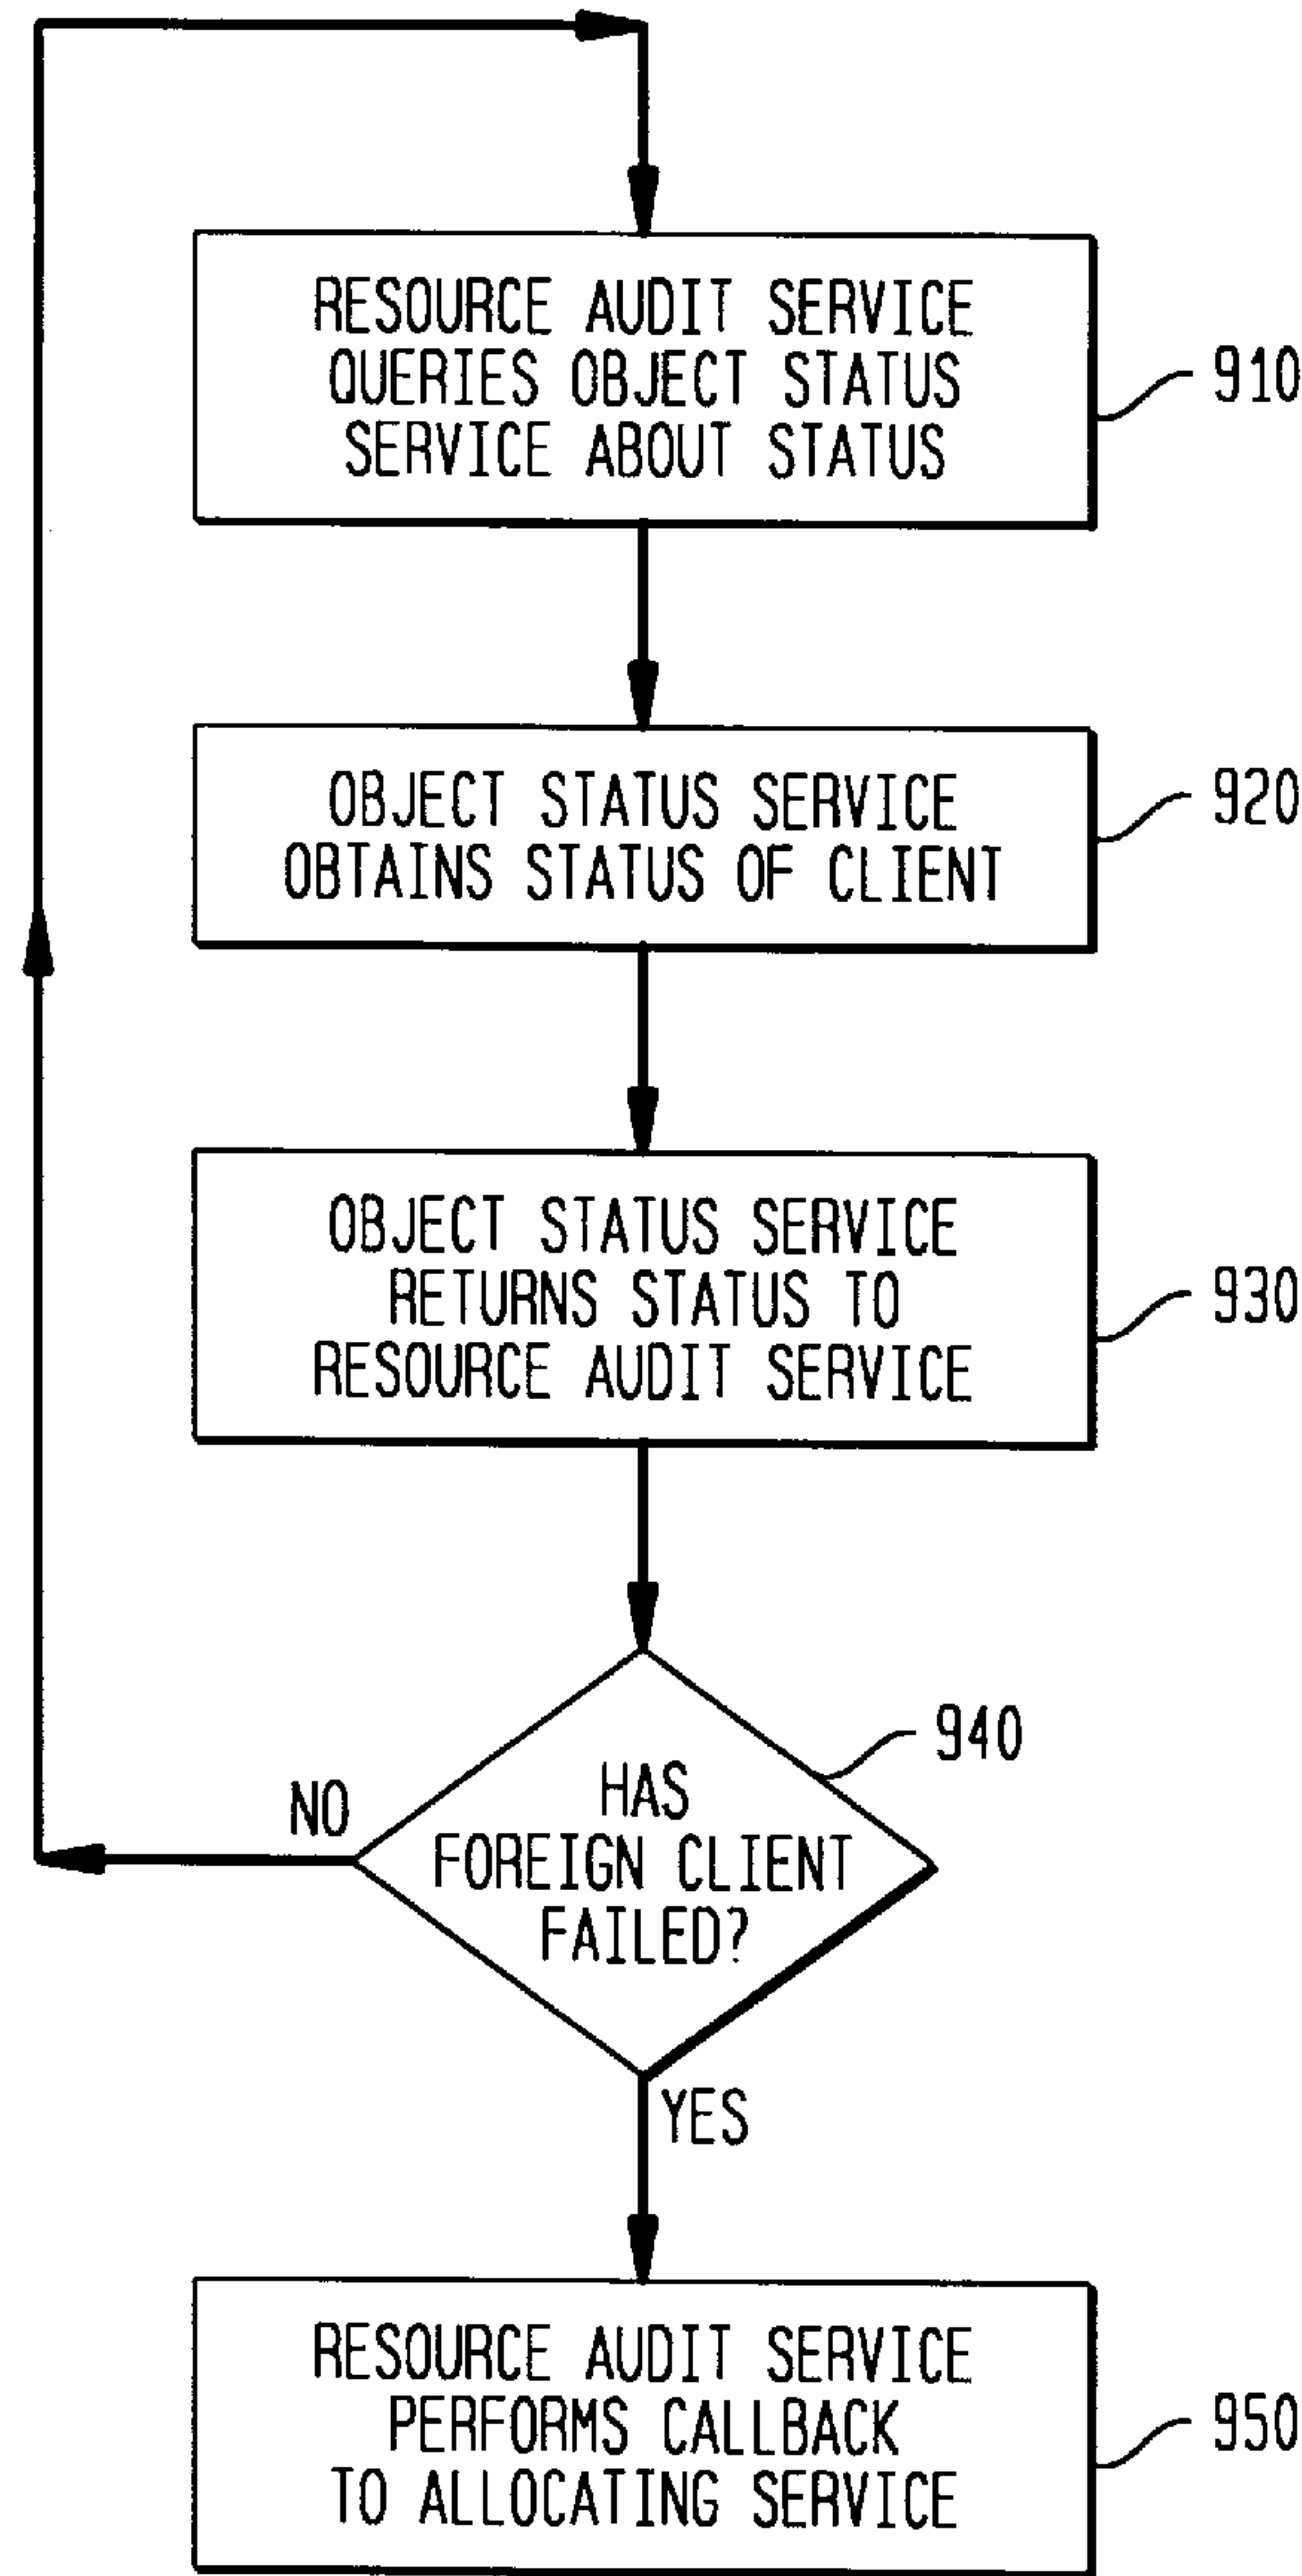 RESOURCE AUDIT SERVICE
QUERIES OBJECT STATUS
SERVICE ABOUT STATUS
910
OBJECT STATUS SERVICE
OBTAINS STATUS OF CLIENT
920
OBJECT STATUS SERVICE
RETURNS STATUS TO
RESOURCE AUDIT SERVICE
930
940
HAS
FOREIGN CLIENT
FAILED?
NO
YES
RESOURCE AUDIT SERVICE
PERFORMS CALLBACK
TO ALLOCATING SERVICE
950